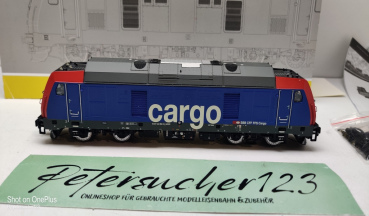 cargo
Petersucher123
ONLINESHOP FÜR GEBRAUCHTE MODELLEISENBAHN & ZUBEHÖR
Shot on OnePlus